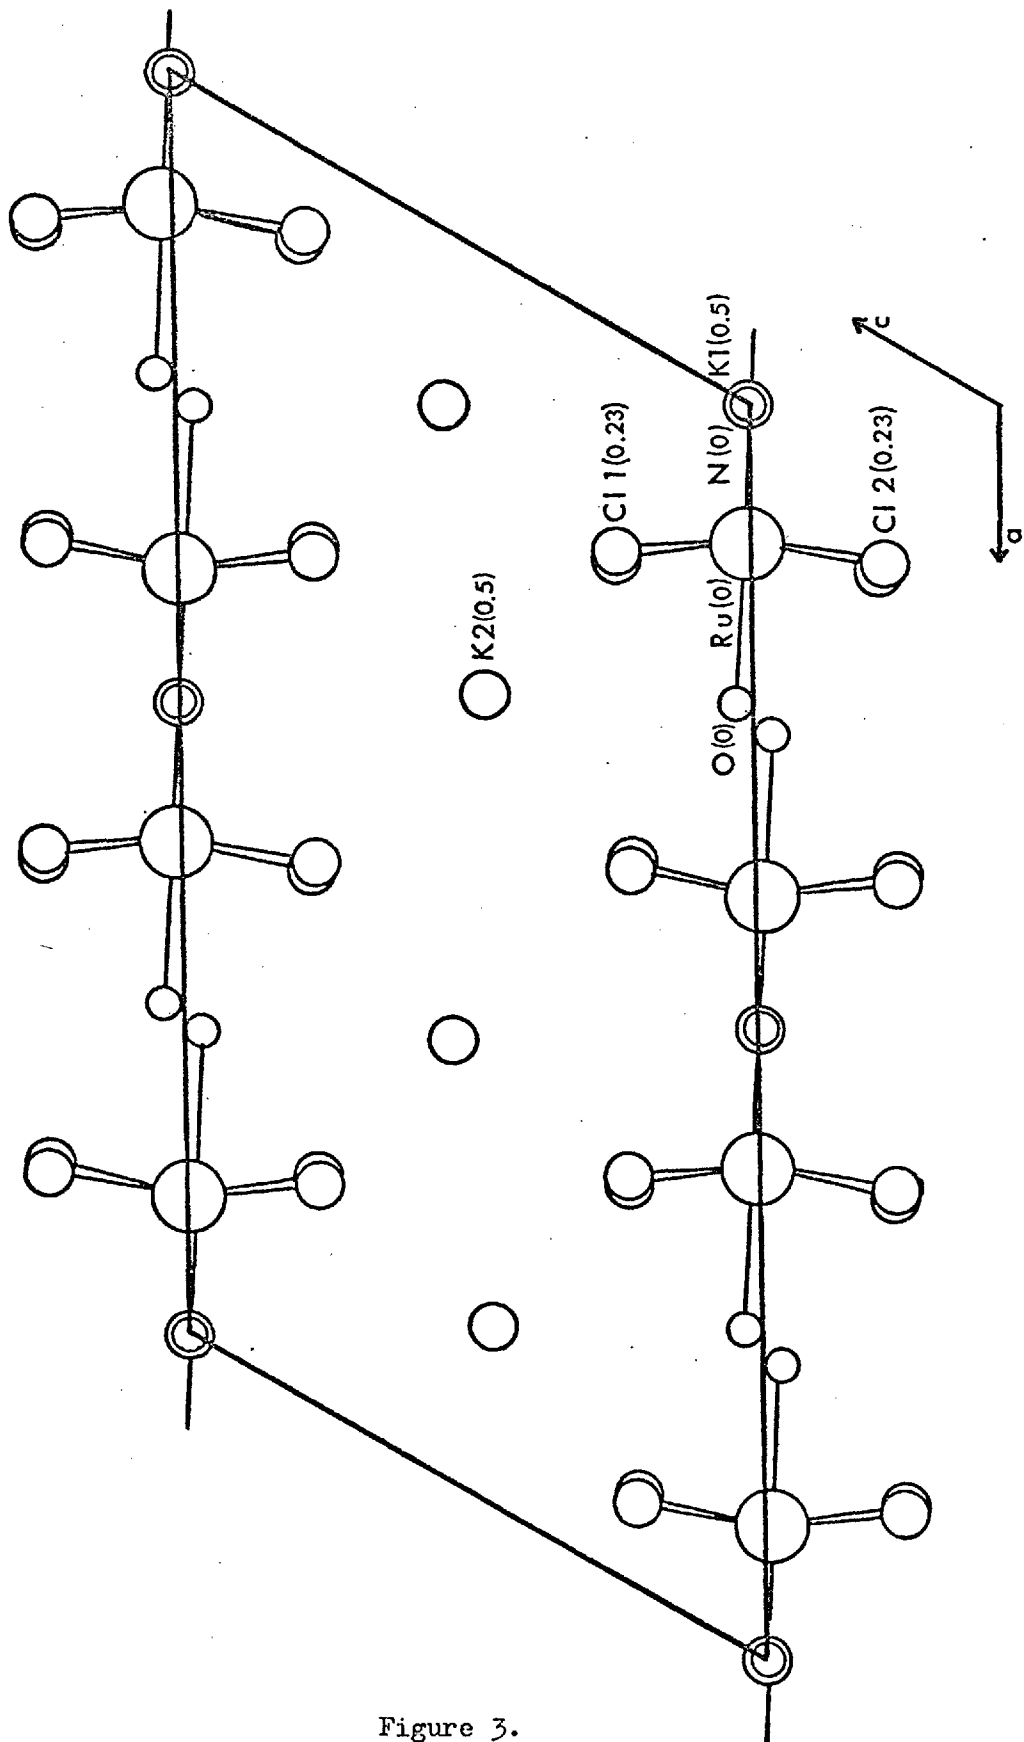 K1(0.5)
c
Cl 1(0.23)
N(0)
Cl 2(0.23)
a
K2(0.5)
Ru(0)
O(0)
Figure 3.